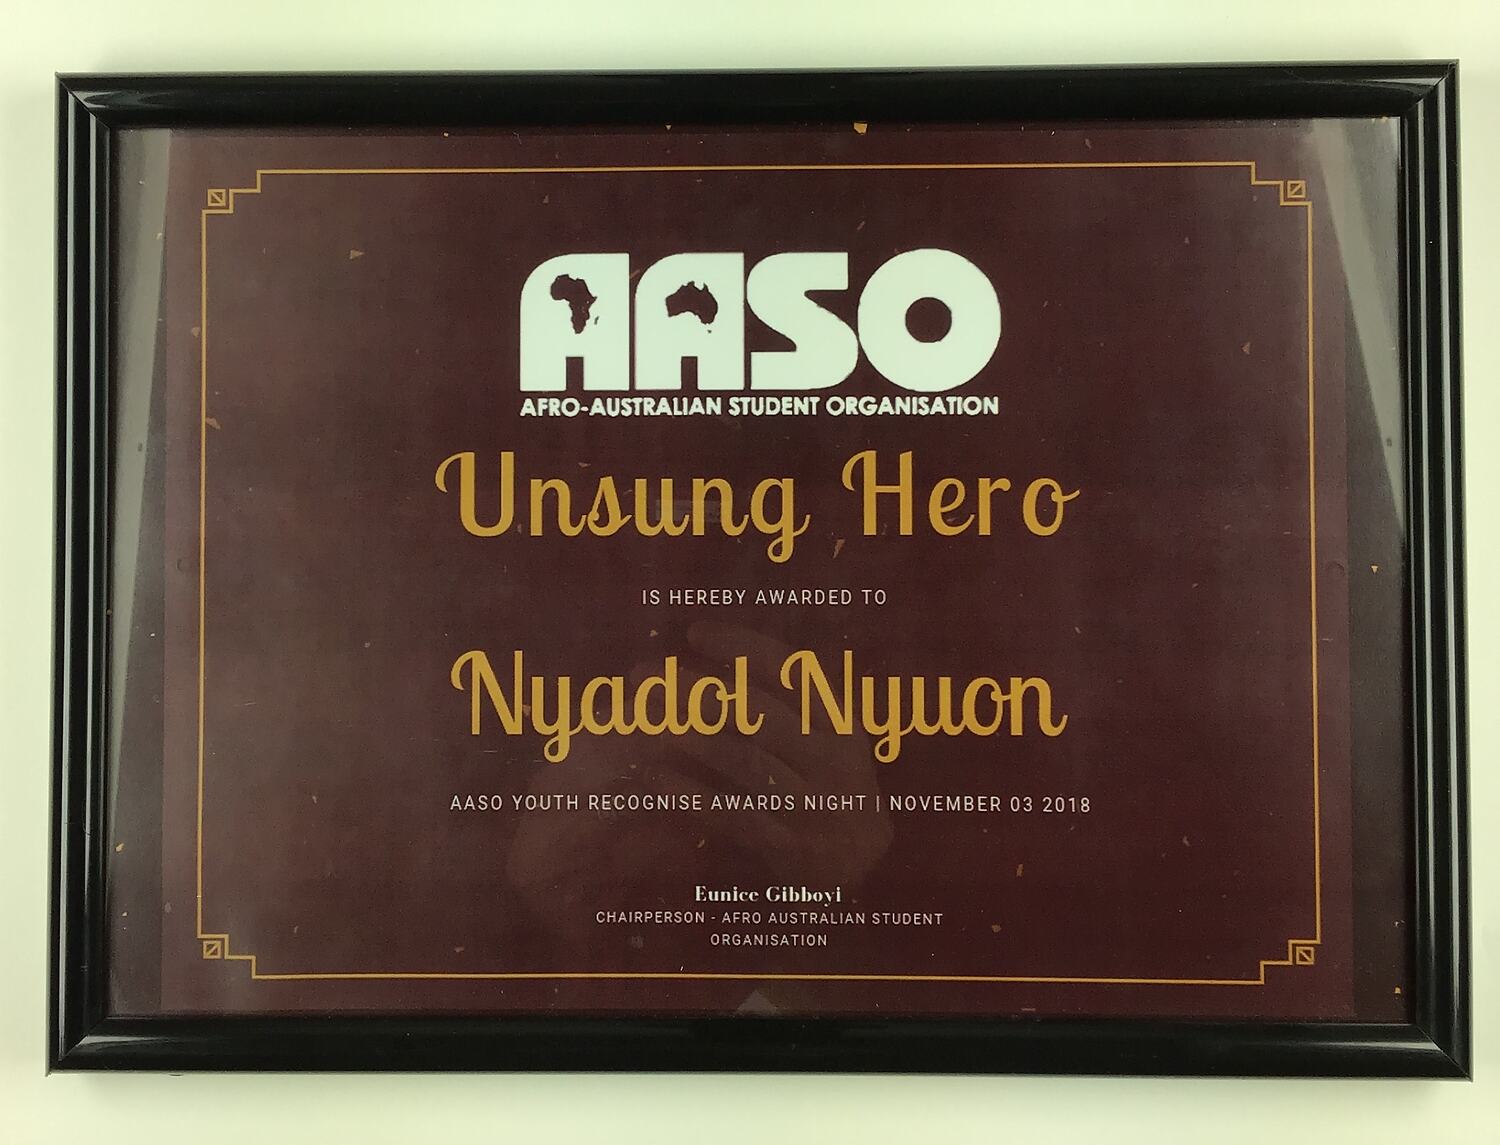 AASO
AFRO-AUSTRALIAN STUDENT ORGANISATION
Unsung Hero
IS HEREBY AWARDED TO
Nyadol Nyuon
AASO YOUTH RECOGNISE AWARDS NIGHT | NOVEMBER 03 2018
Eunice Gibboyi
CHAIRPERSON - AFRO AUSTRALIAN STUDENT
ORGANISATION